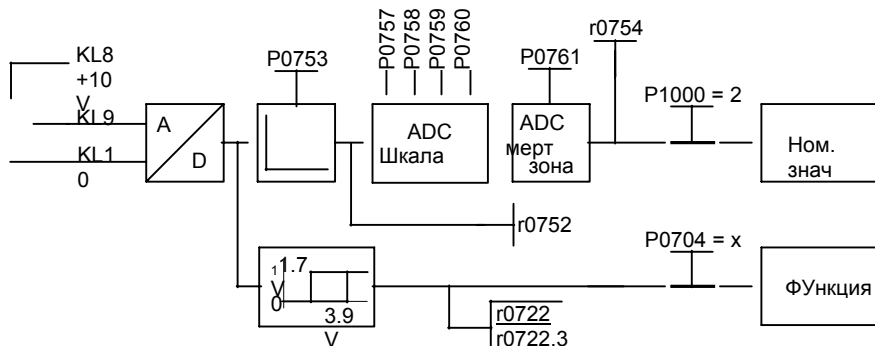 P0757
P0758
P0759
P0760
r0754
P0753
P0761
KL8
+10
V
KL9
KL1
0
A
D
ADC
Шкала
ADC
мерт
зона
P1000 = 2
Ном.
знач
r0752
P0704 = x
1
1.7
V
0
3.9
V
r0722
r0722.3
ФУнкция